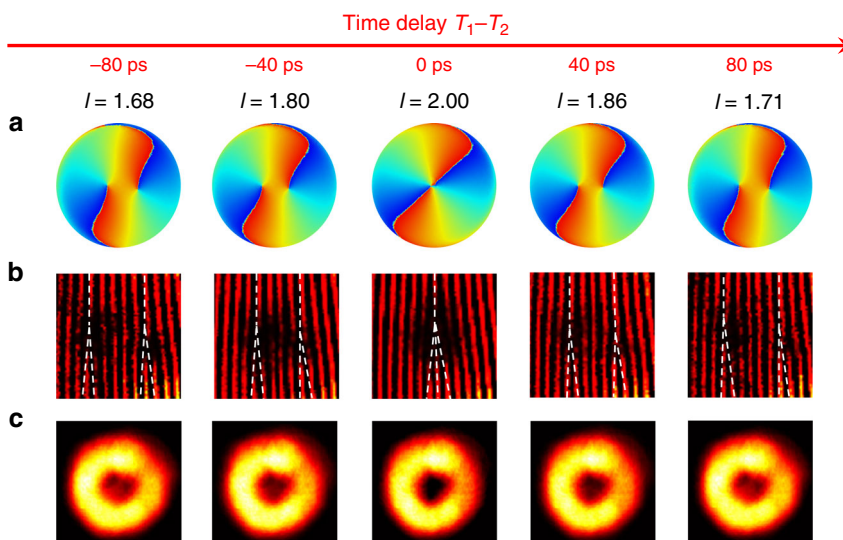 Time delay T₁–T₂
–80 ps –40 ps 0 ps 40 ps 80 ps
l = 1.68 l = 1.80 l = 2.00 l = 1.86 l = 1.71
a
b
c